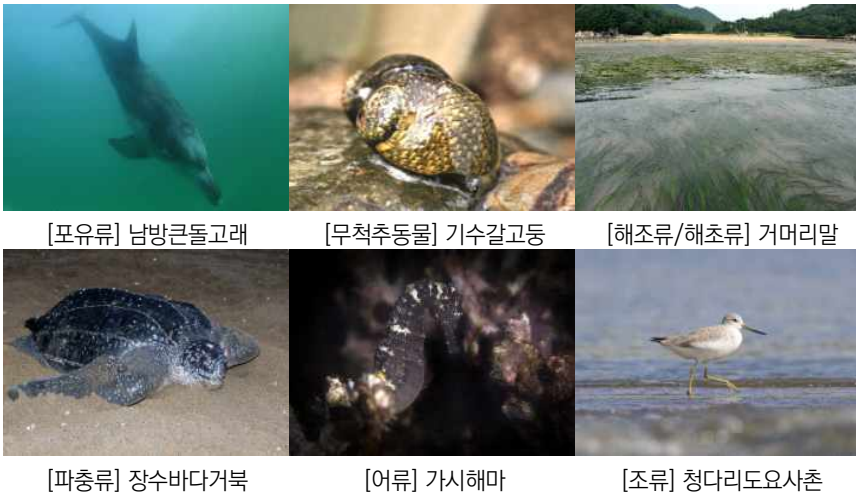 [포유류] 남방큰돌고래
[무척추동물] 기수갈고둥
[해조류/해초류] 거머리말
[파충류] 장수바다거북
[어류] 가시해마
[조류] 청다리도요사촌